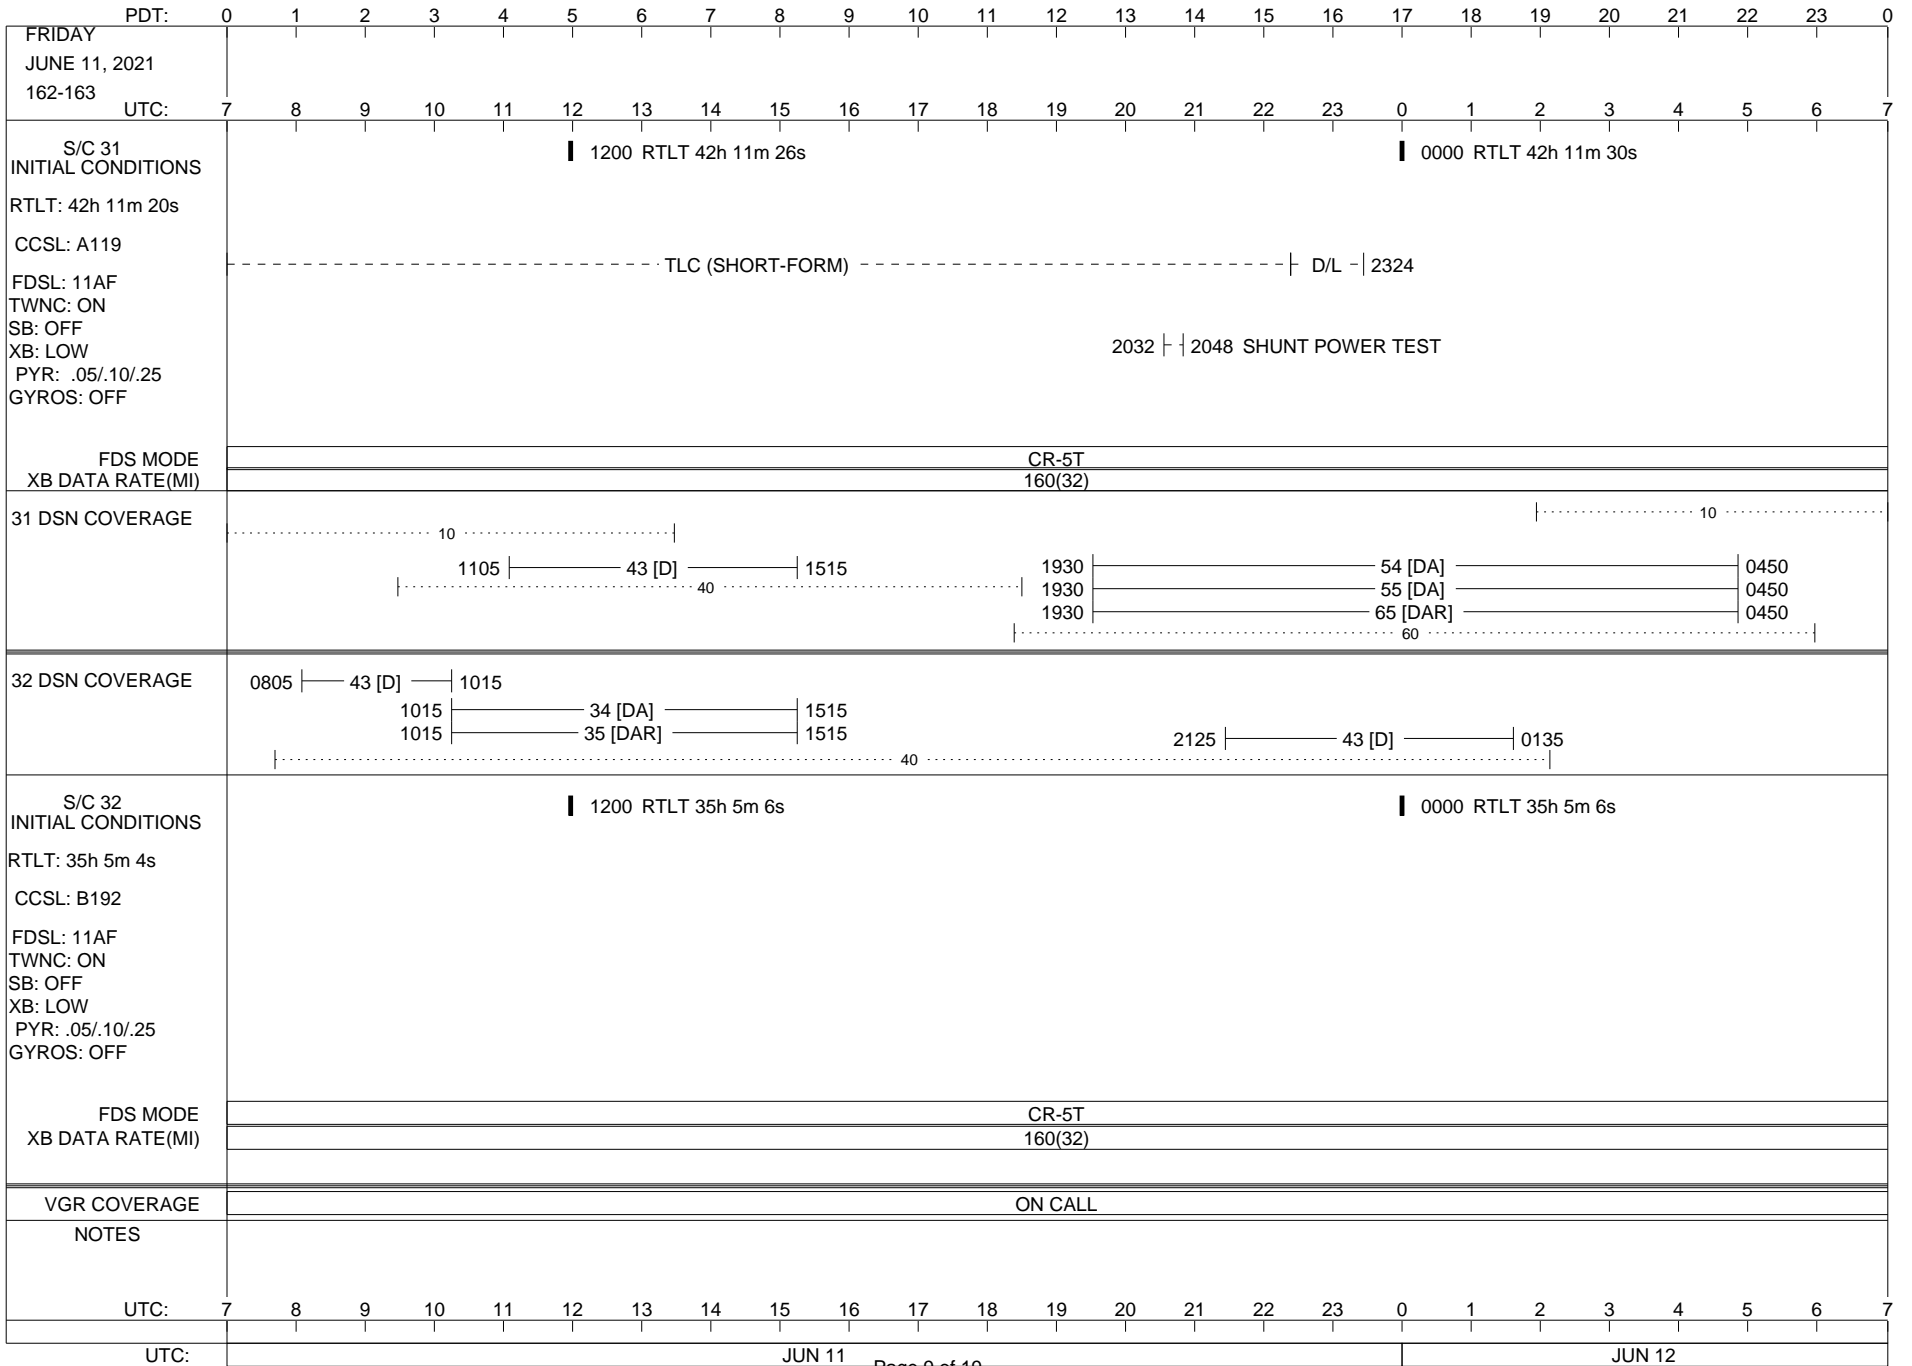 PDT: 0 1 2 3 4 5 6 7 8 9 10 11 12 13 14 15 16 17 18 19 20 21 22 23 0
FRIDAY
JUNE 11, 2021
162-163
UTC: 7 8 9 10 11 12 13 14 15 16 17 18 19 20 21 22 23 0 1 2 3 4 5 6 7
S/C 31
INITIAL CONDITIONS
1200 RTLT 42h 11m 26s
0000 RTLT 42h 11m 30s
RTLT: 42h 11m 20s
CCSL: A119
TLC (SHORT-FORM) D/L 2324
FDSL: 11AF
TWNC: ON
SB: OFF
XB: LOW
2032 2048 SHUNT POWER TEST
PYR: .05/.10/.25
GYROS: OFF
FDS MODE CR-5T
XB DATA RATE(MI) 160(32)
31 DSN COVERAGE
10
10
1105 43 [D] 1515
40
1930 54 [DA] 0450
1930 55 [DA] 0450
1930 65 [DAR] 0450
60
32 DSN COVERAGE
0805 43 [D] 1015
1015 34 [DA] 1515
1015 35 [DAR] 1515
2125 43 [D] 0135
40
S/C 32
INITIAL CONDITIONS
1200 RTLT 35h 5m 6s
0000 RTLT 35h 5m 6s
RTLT: 35h 5m 4s
CCSL: B192
FDSL: 11AF
TWNC: ON
SB: OFF
XB: LOW
PYR: .05/.10/.25
GYROS: OFF
FDS MODE CR-5T
XB DATA RATE(MI) 160(32)
VGR COVERAGE ON CALL
NOTES
UTC: 7 8 9 10 11 12 13 14 15 16 17 18 19 20 21 22 23 0 1 2 3 4 5 6 7
UTC: JUN 11 JUN 12